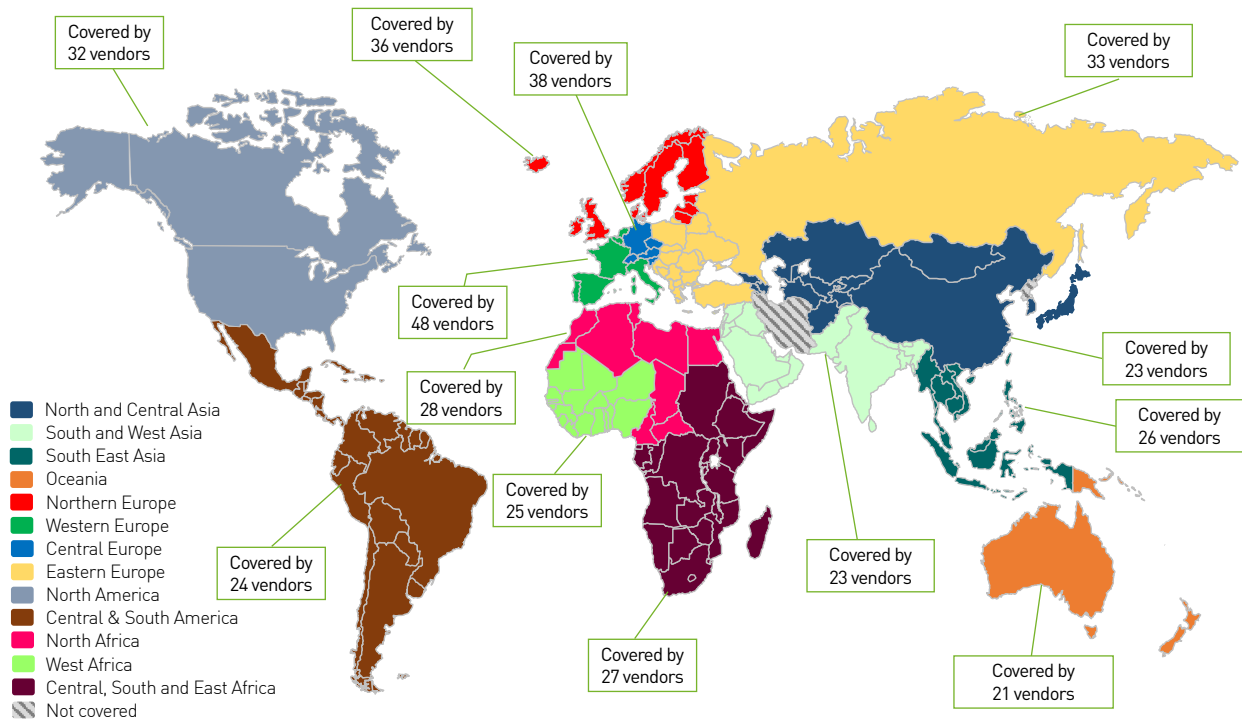 Covered by
32 vendors
Covered by
36 vendors
Covered by
38 vendors
Covered by
33 vendors
Covered by
48 vendors
Covered by
28 vendors
Covered by
23 vendors
Covered by
26 vendors
Covered by
25 vendors
Covered by
24 vendors
Covered by
23 vendors
Covered by
27 vendors
Covered by
21 vendors
North and Central Asia
South and West Asia
South East Asia
Oceania
Northern Europe
Western Europe
Central Europe
Eastern Europe
North America
Central & South America
North Africa
West Africa
Central, South and East Africa
Not covered